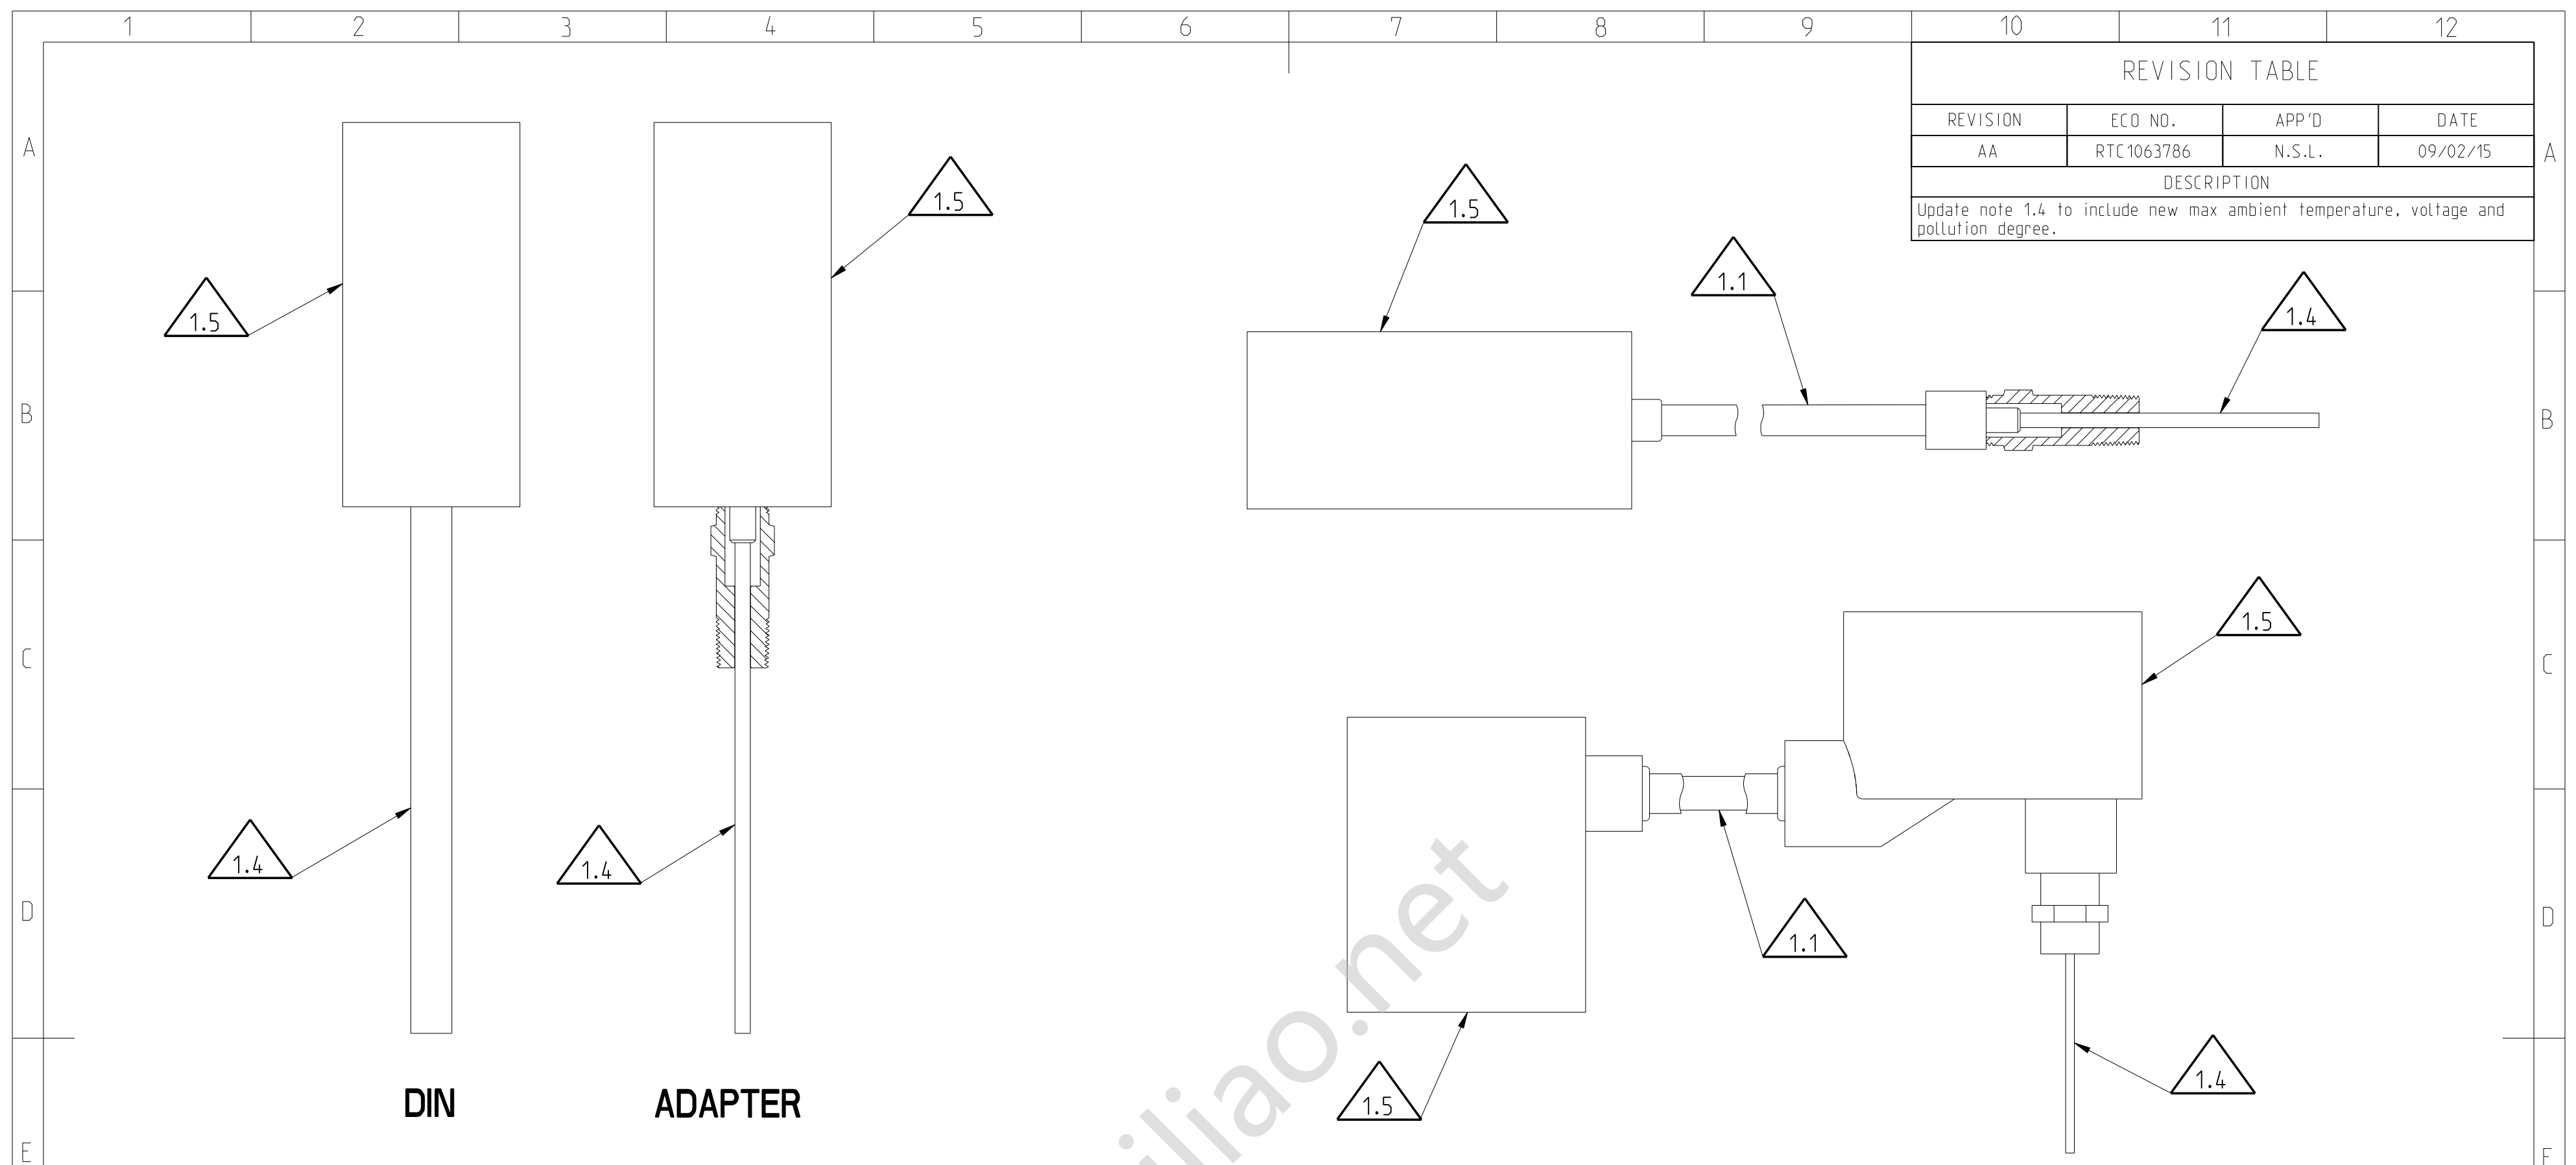 1 2 3 4 5 6 7 8 9 10 11 12
REVISION TABLE
REVISION ECO NO. APP'D DATE
AA RTC1063786 N.S.L. 09/02/15
DESCRIPTION
Update note 1.4 to include new max ambient temperature, voltage and
pollution degree.
A A
1.5
1.5
1.1
1.4
1.5
B B
1.5
C C
1.4
1.4
D D
1.1
1.4
1.5
DIN ADAPTER
E
iliao.net